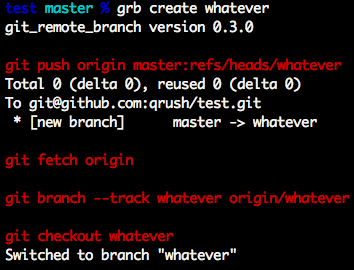 test master % grb create whatever
git_remote_branch version 0.3.0
git push origin master:refs/heads/whatever
Total 0 (delta 0), reused 0 (delta 0)
To git@github.com:qrush/test.git
* [new branch]      master -> whatever
git fetch origin
git branch --track whatever origin/whatever
git checkout whatever
Switched to branch "whatever"